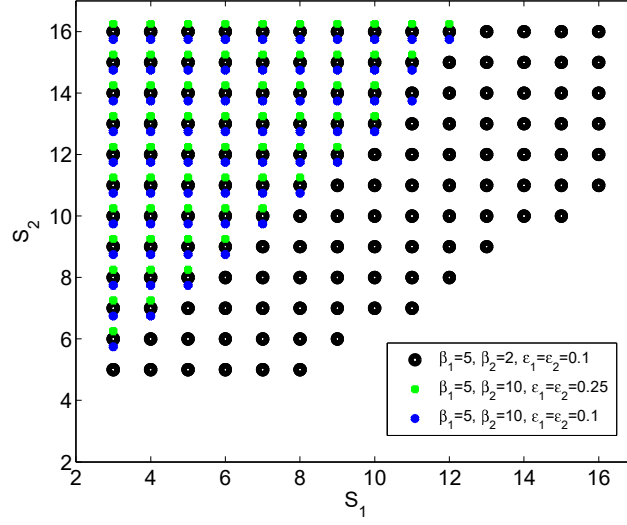 16
14
12
10
8
6
4
2
S₂
2 4 6 8 10 12 14 16
S₁
β₁=5, β₂=2, ε₁=ε₂=0.1
β₁=5, β₂=10, ε₁=ε₂=0.25
β₁=5, β₂=10, ε₁=ε₂=0.1